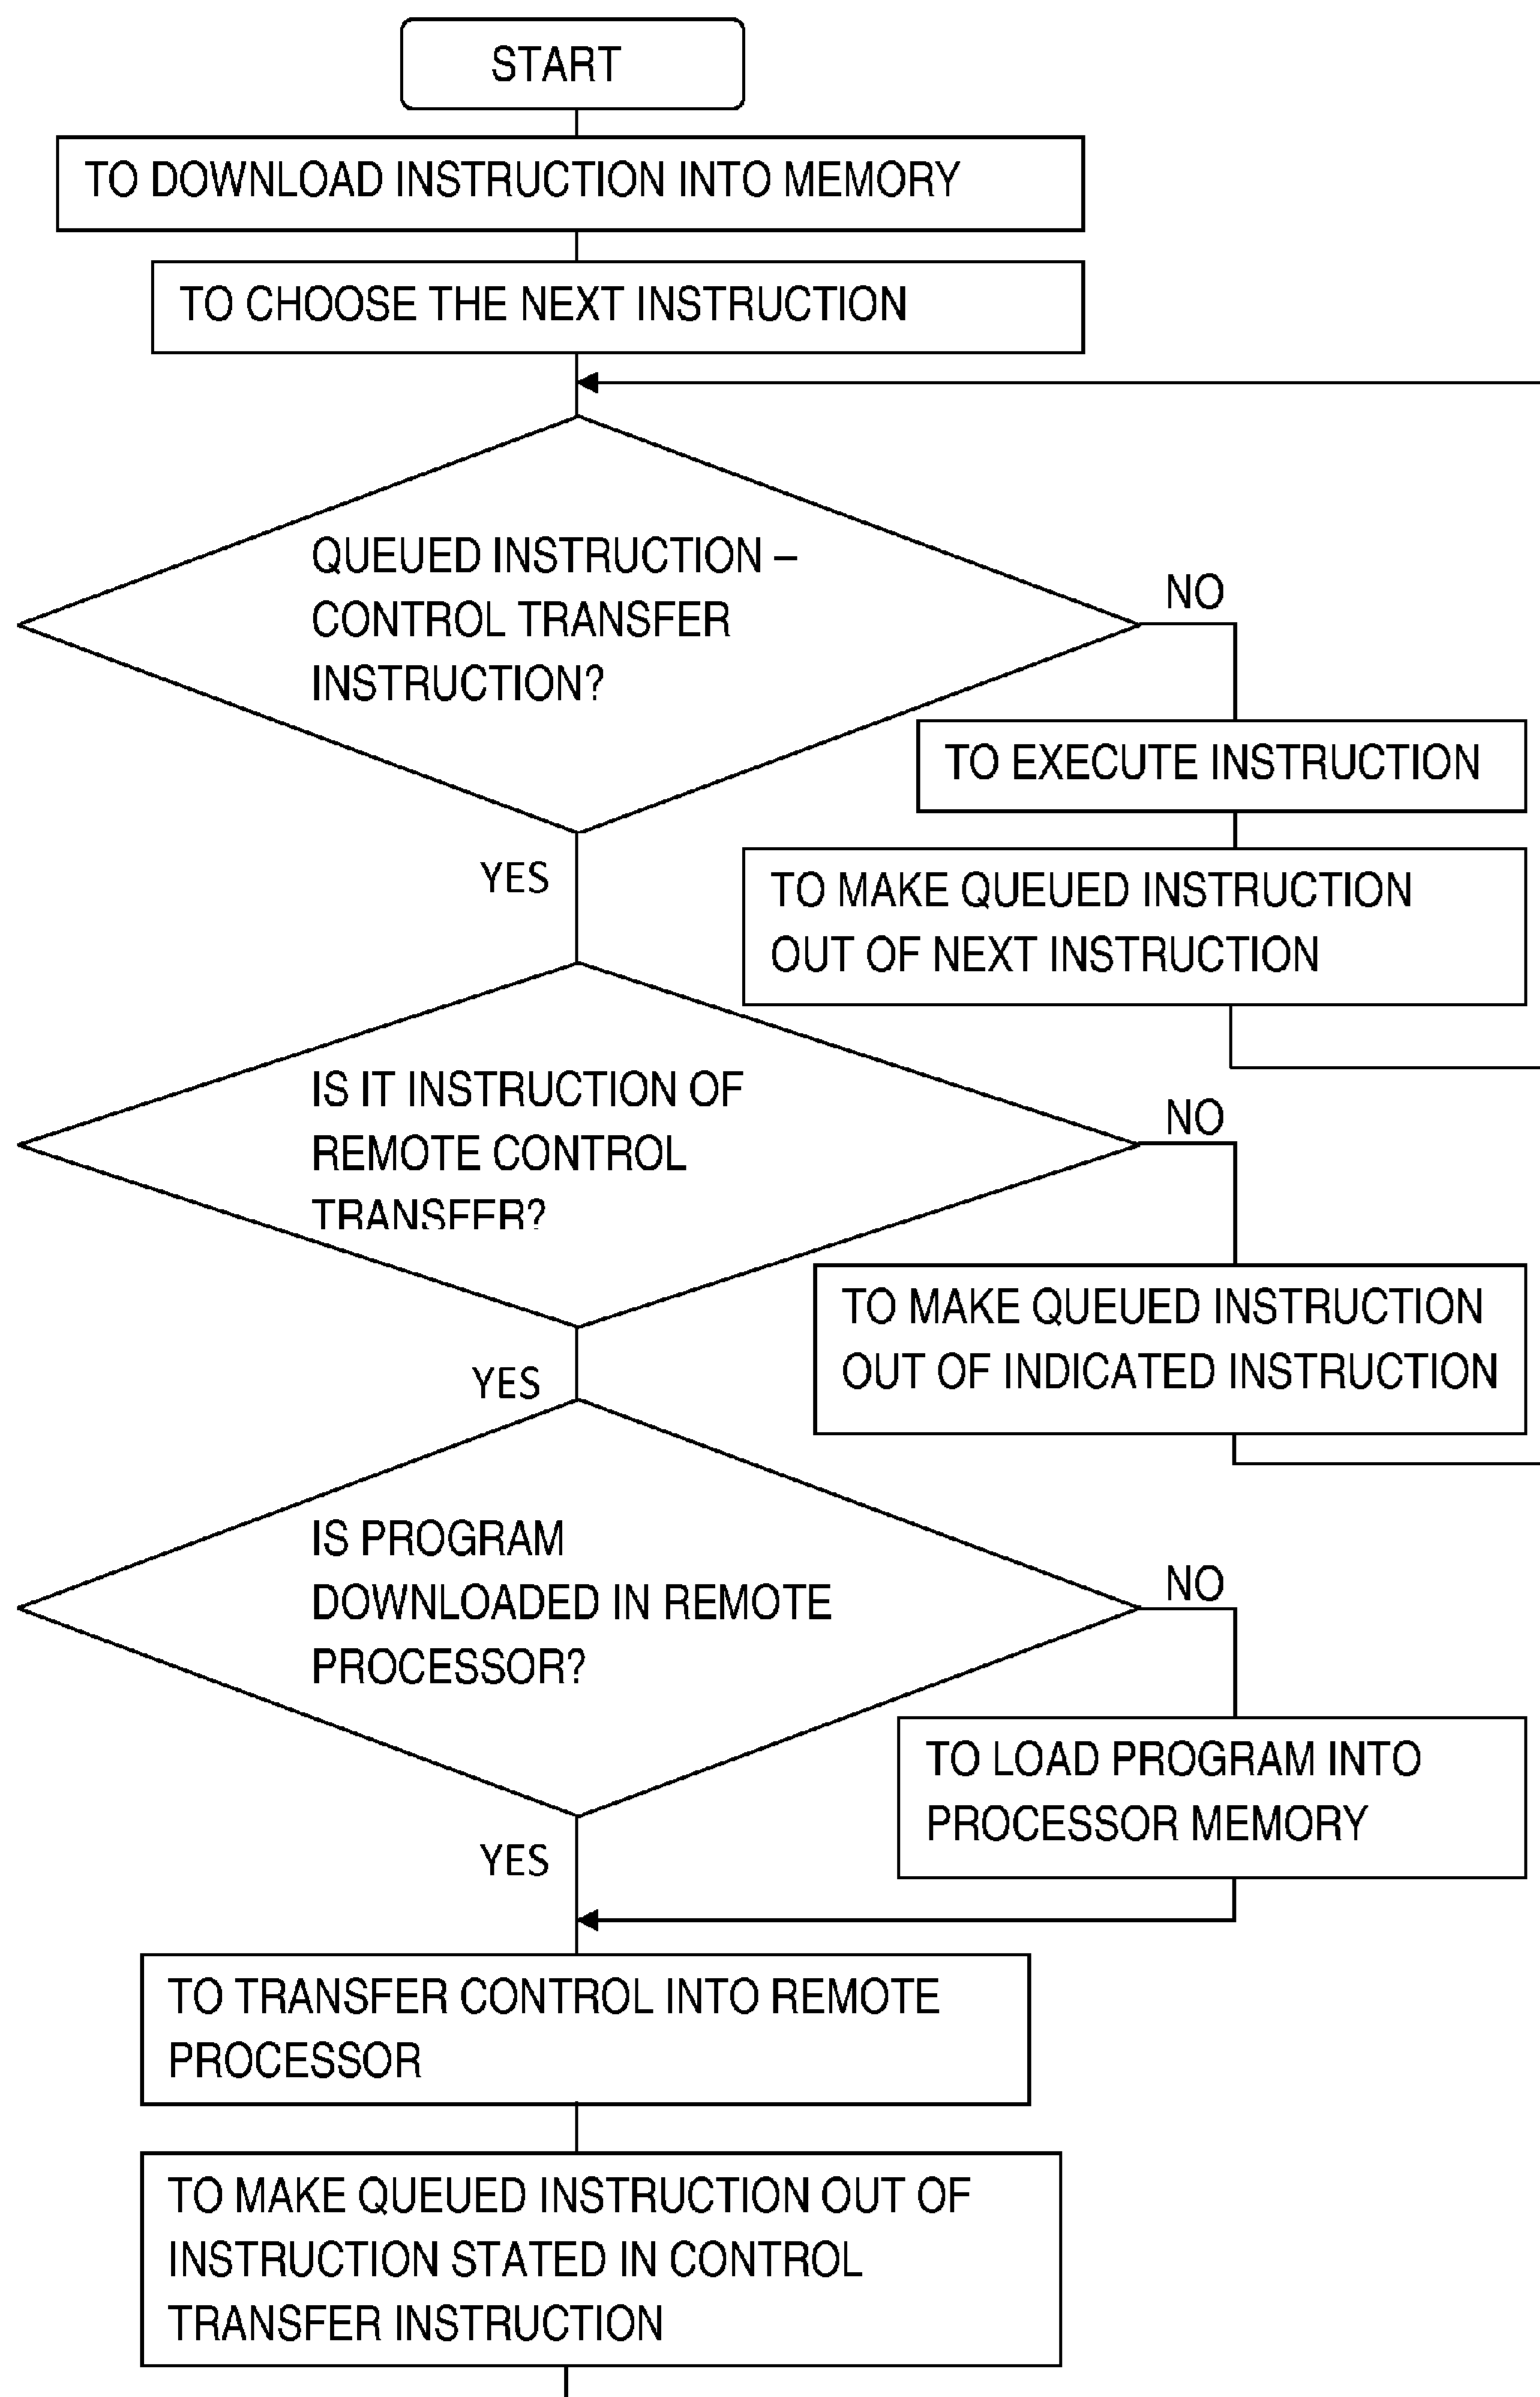 START
TO DOWNLOAD INSTRUCTION INTO MEMORY
TO CHOOSE THE NEXT INSTRUCTION
QUEUED INSTRUCTION –
CONTROL TRANSFER
INSTRUCTION?
NO
TO EXECUTE INSTRUCTION
YES
TO MAKE QUEUED INSTRUCTION
OUT OF NEXT INSTRUCTION
IS IT INSTRUCTION OF
REMOTE CONTROL
TRANSFER?
NO
TO MAKE QUEUED INSTRUCTION
OUT OF INDICATED INSTRUCTION
YES
IS PROGRAM
DOWNLOADED IN REMOTE
PROCESSOR?
NO
TO LOAD PROGRAM INTO
PROCESSOR MEMORY
YES
TO TRANSFER CONTROL INTO REMOTE
PROCESSOR
TO MAKE QUEUED INSTRUCTION OUT OF
INSTRUCTION STATED IN CONTROL
TRANSFER INSTRUCTION